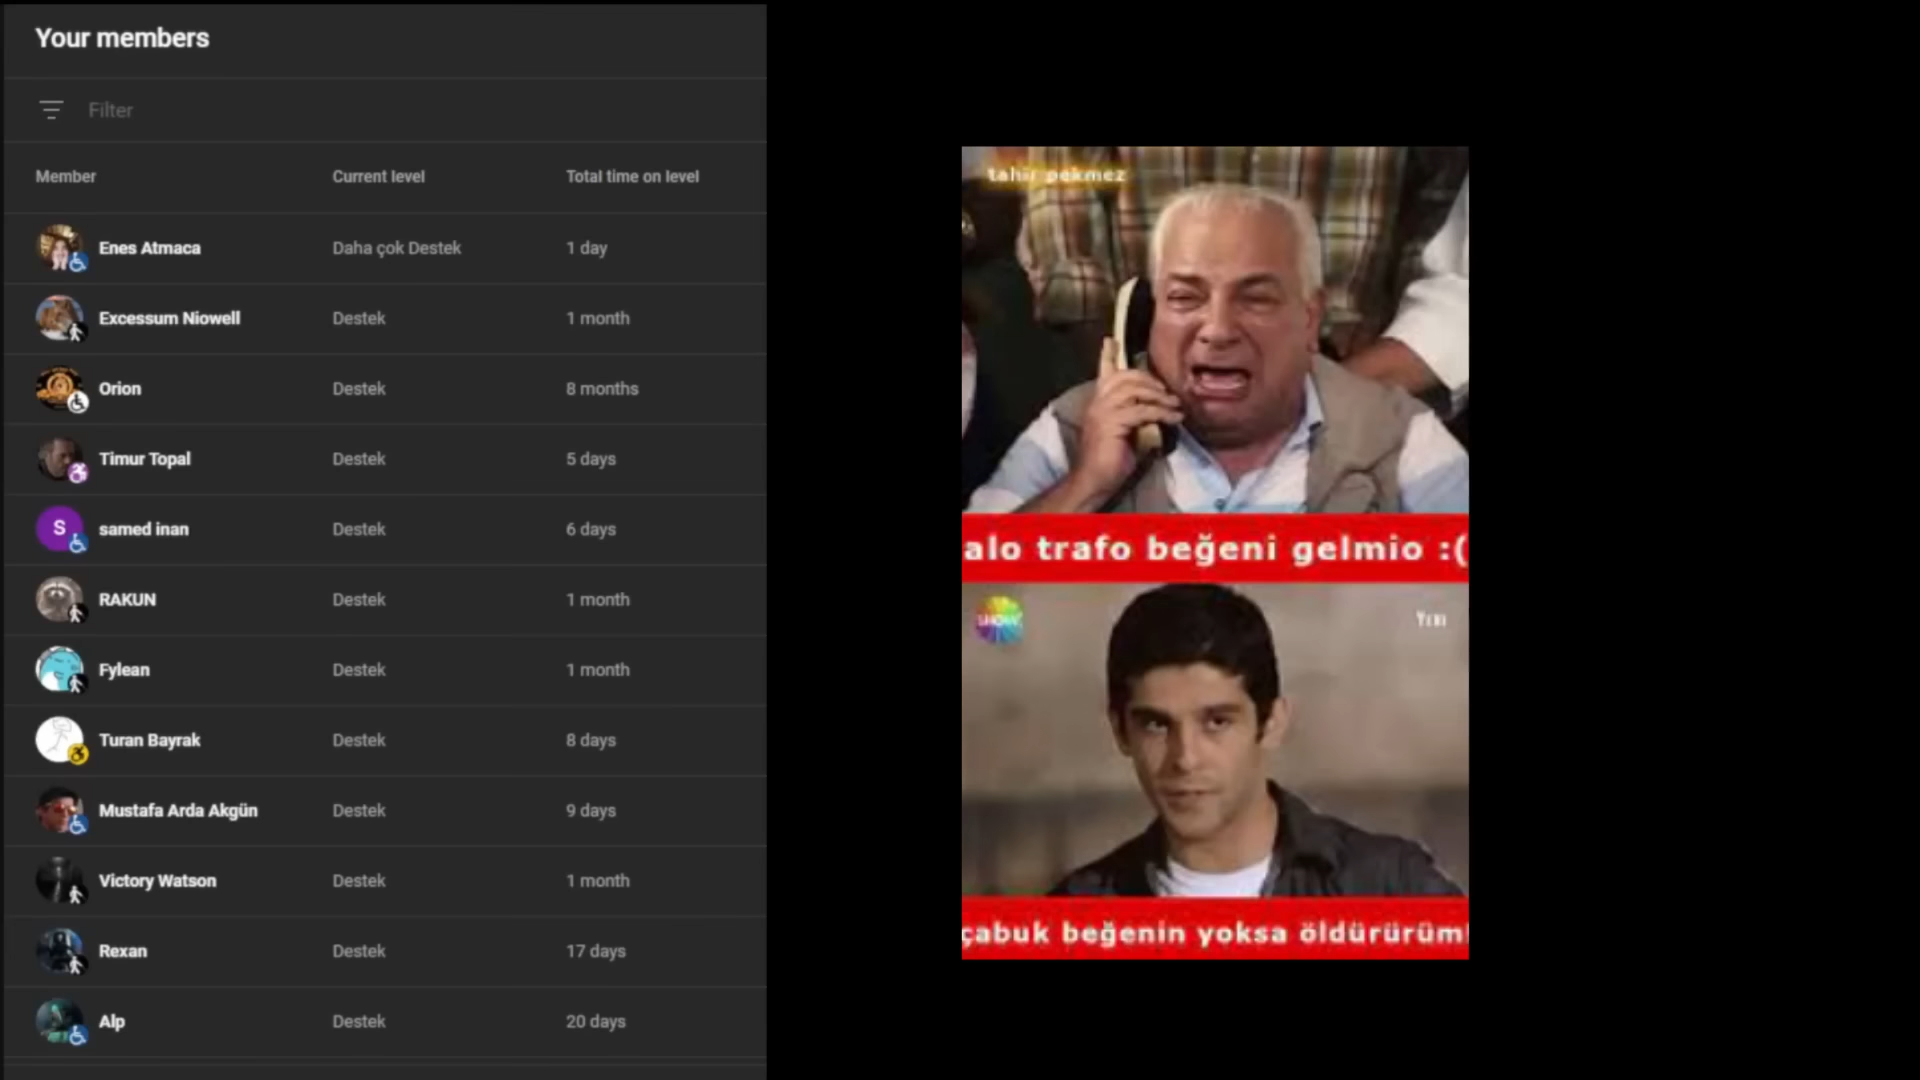 Your members
Filter
Member Current level Total time on level
Enes Atmaca Daha çok Destek 1 day
Excessum Niowell Destek 1 month
Orion Destek 8 months
Timur Topal Destek 5 days
S samed inan Destek 6 days
RAKUN Destek 1 month
Fylean Destek 1 month
Turan Bayrak Destek 8 days
Mustafa Arda Akgün Destek 9 days
Victory Watson Destek 1 month
Rexan Destek 17 days
Alp Destek 20 days
tahir pekmez
alo trafo beğeni gelmio :(
SHOW
çabuk beğenin yoksa öldürürüm!